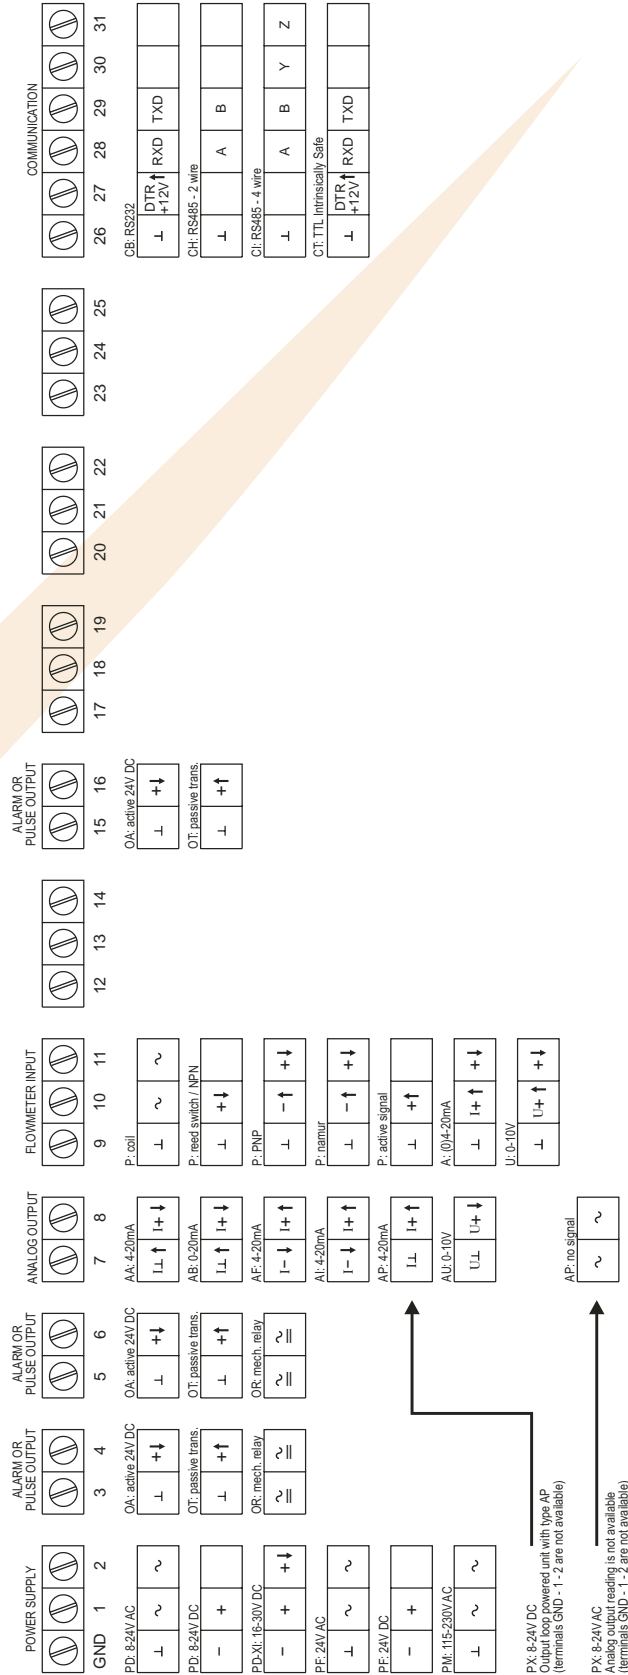 POWER SUPPLY
GND 1 2
PD: 8-24V AC
⊥ ~ ~
PD: 8-24V DC
− +
PD-XI: 16-30V DC
− + +↓
PF: 24V AC
⊥ ~ ~
PF: 24V DC
− +
PM: 115-230V AC
⊥ ~ ~
PX: 8-24V DC
Output loop powered unit with type AP
(terminals GND - 1 - 2 are not available)
PX: 8-24V AC
Analog output reading is not available
(terminals GND - 1 - 2 are not available)
ALARM OR
PULSE OUTPUT
3 4
OA: active 24V DC
⊥ +↓
OT: passive trans.
⊥ +↑
OR: mech. relay
ALARM OR
PULSE OUTPUT
5 6
OA: active 24V DC
⊥ +↓
OT: passive trans.
⊥ +↑
OR: mech. relay
ANALOG OUTPUT
7 8
AA: 4-20mA
I⊥↑ I+↓
AB: 0-20mA
I⊥↑ I+↓
AF: 4-20mA
I−↓ I+↑
AI: 4-20mA
I−↓ I+↑
AP: 4-20mA
I⊥ I+↑
AU: 0-10V
U⊥ U+↓
AP: no signal
~ ~
FLOWMETER INPUT
9 10 11
P: coil
⊥ ~ ~
P: reed switch / NPN
⊥ +↓
P: PNP
⊥ −↑ +↓
P: namur
⊥ −↑ +↓
P: active signal
⊥ +↑
A: (0)4-20mA
⊥ I+↑ +↓
U: 0-10V
⊥ U+↑ +↓
12 13 14
ALARM OR
PULSE OUTPUT
15 16
OA: active 24V DC
⊥ +↓
OT: passive trans.
⊥ +↑
17 18 19
20 21 22
23 24 25
COMMUNICATION
26 27 28 29 30 31
CB: RS232
⊥ DTR +12V↑ RXD TXD
CH: RS485 - 2 wire
⊥ A B
CI: RS485 - 4 wire
⊥ A B Y Z
CT: TTL Intrinsically Safe
⊥ DTR +12V↑ RXD TXD